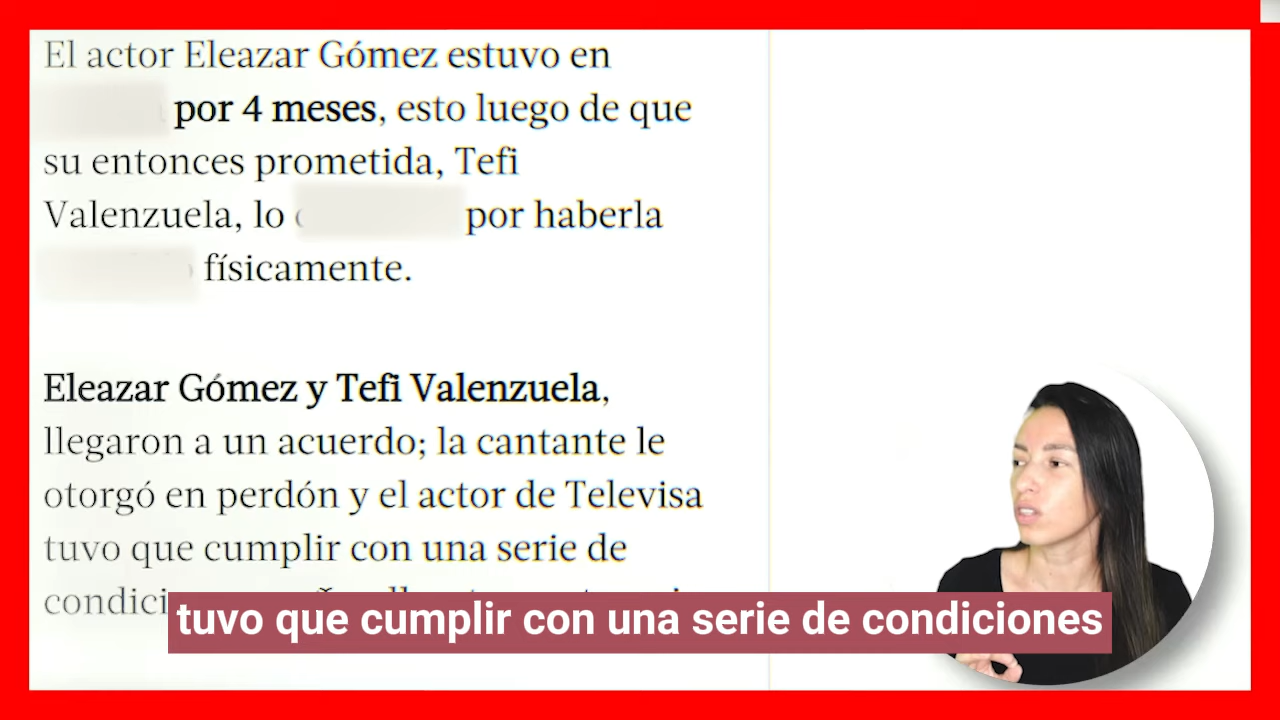 El actor Eleazar Gómez estuvo en
por 4 meses, esto luego de que
su entonces prometida, Tefi
Valenzuela, lo por haberla
físicamente.
Eleazar Gómez y Tefi Valenzuela,
llegaron a un acuerdo; la cantante le
otorgó en perdón y el actor de Televisa
tuvo que cumplir con una serie de
tuvo que cumplir con una serie de condiciones